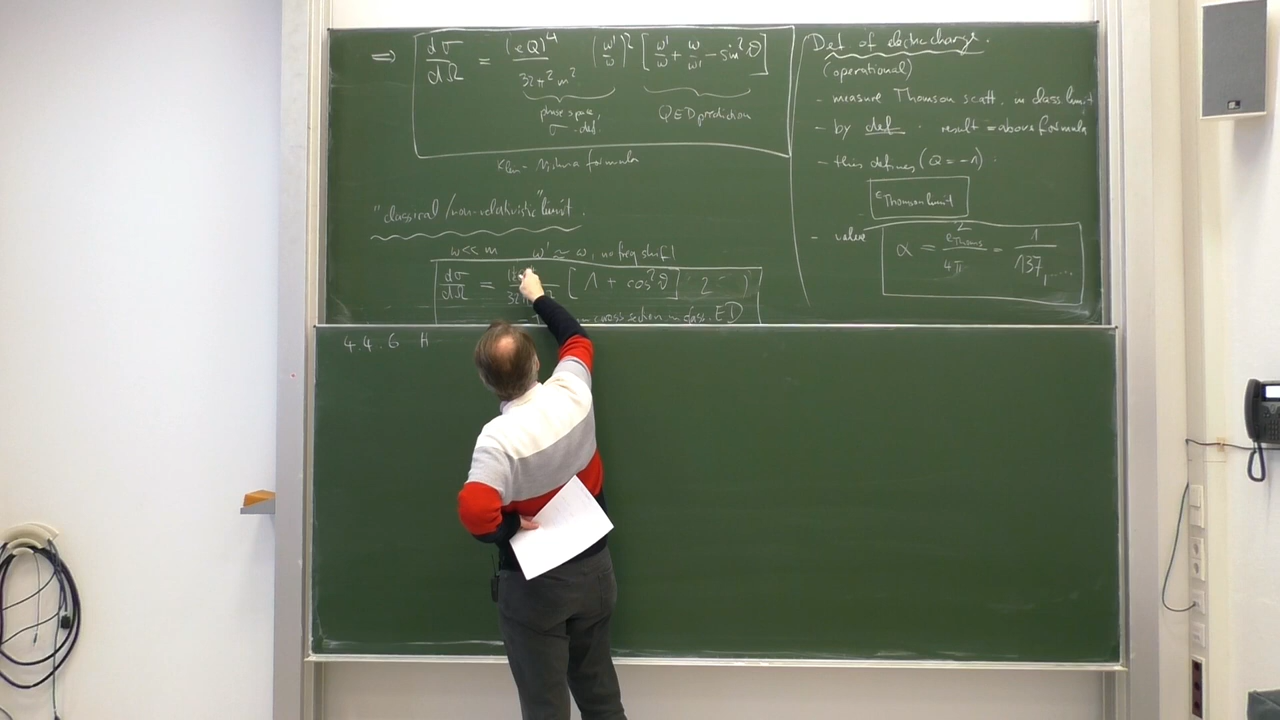 ⇒ dσ/dΩ = (eQ)^4 / 32π²m² (ω'/ω)² [ω'/ω + ω/ω' − sin²ϑ]
phase space, σ - def. QED prediction
Klein - Nishina formula
"classical / non-relativistic" limit.
ω << m ω' ≈ ω, no freq shift
dσ/dΩ = [1 + cos²ϑ]
cross section in class. ED
Def of electric charge.
(operational)
- measure Thomson scatt. in class limit
- by def. result = above formula
- this defines (Q = −1)
e Thomson limit
- value α = e²Thoms / 4π = 1 / 137,....
4.4.6 H